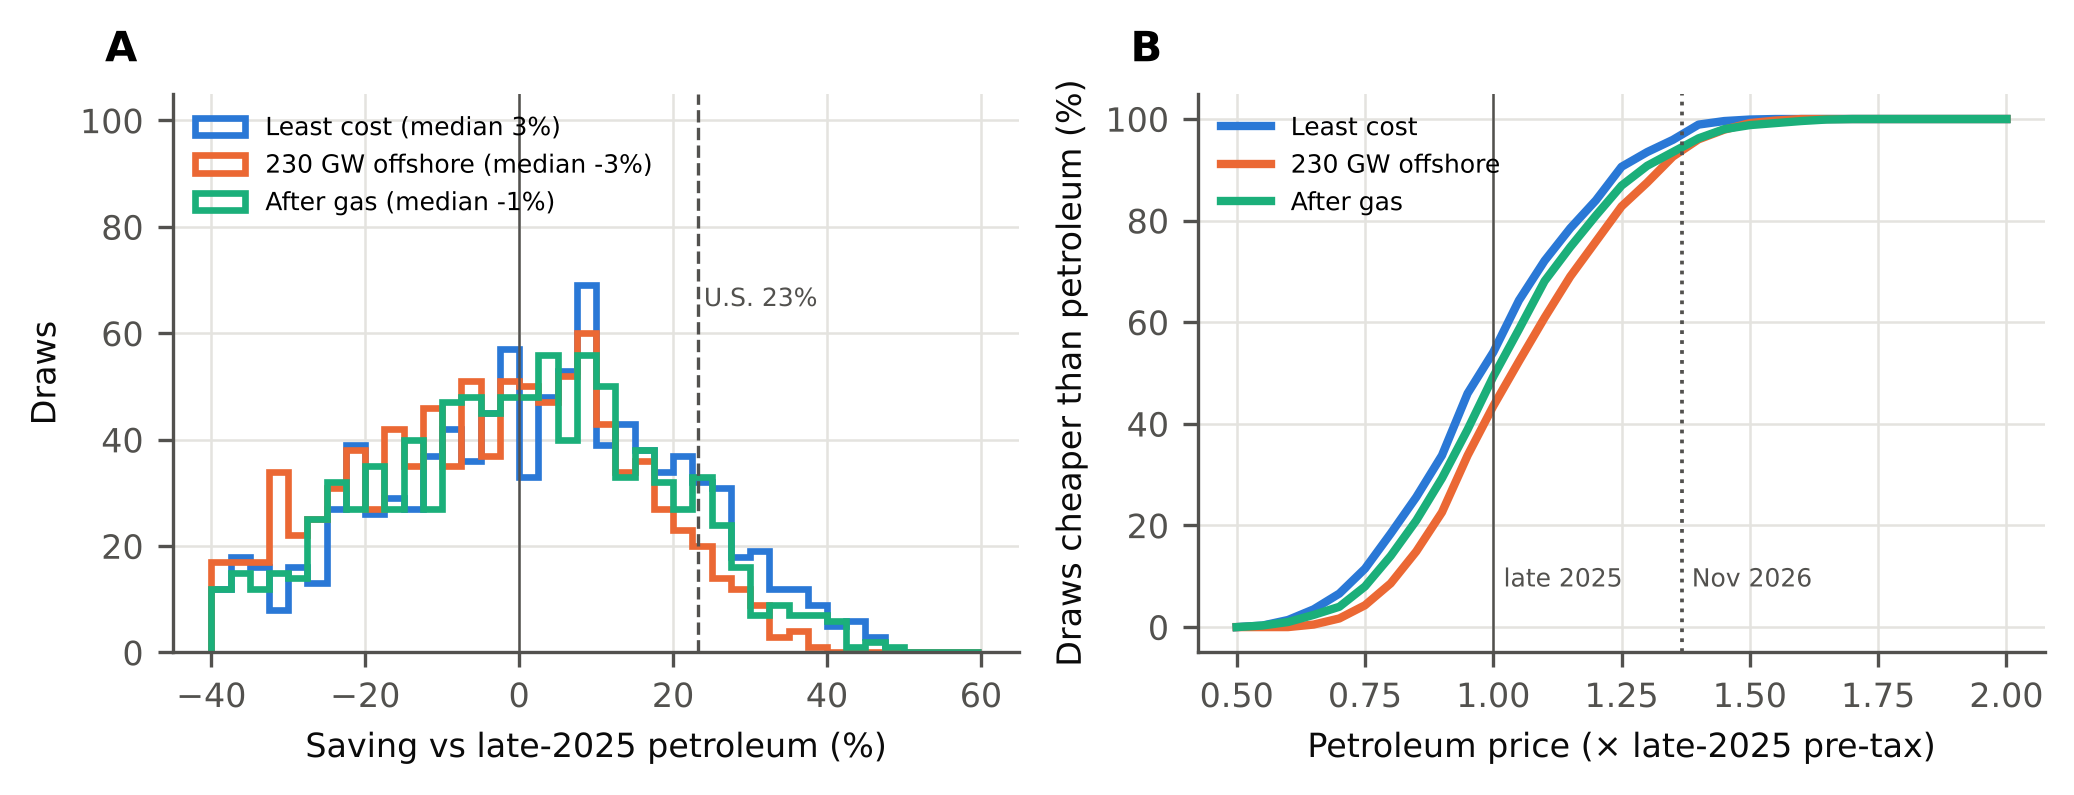 A
Draws
100
80
60
40
20
0
Least cost (median 3%)
230 GW offshore (median -3%)
After gas (median -1%)
U.S. 23%
−40
−20
0
20
40
60
Saving vs late-2025 petroleum (%)
B
Draws cheaper than petroleum (%)
100
80
60
40
20
0
Least cost
230 GW offshore
After gas
late 2025
Nov 2026
0.50
0.75
1.00
1.25
1.50
1.75
2.00
Petroleum price (× late-2025 pre-tax)